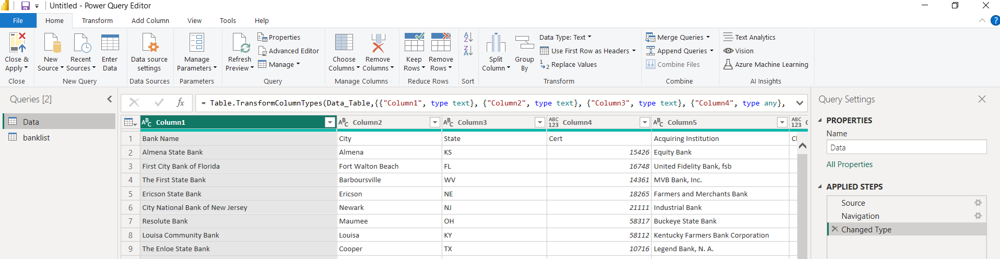 Untitled - Power Query Editor
File Home Transform Add Column View Tools Help
Close & Apply
New Source
Recent Sources
Enter Data
Data source settings
Manage Parameters
Refresh Preview
Properties
Advanced Editor
Manage
Choose Columns
Remove Columns
Keep Rows
Remove Rows
A Z
Z A
Split Column
Group By
Data Type: Text
Use First Row as Headers
1 2 Replace Values
Merge Queries
Append Queries
Combine Files
Text Analytics
Vision
Azure Machine Learning
Close New Query Data Sources Parameters Query Manage Columns Reduce Rows Sort Transform Combine AI Insights
Queries [2]
Data
banklist
fx = Table.TransformColumnTypes(Data_Table,{{"Column1", type text}, {"Column2", type text}, {"Column3", type text}, {"Column4", type any},
ABC Column1 ABC Column2 ABC Column3 ABC 123 Column4 ABC Column5 ABC 123
1 Bank Name City State Cert Acquiring Institution Cl
2 Almena State Bank Almena KS 15426 Equity Bank
3 First City Bank of Florida Fort Walton Beach FL 16748 United Fidelity Bank, fsb
4 The First State Bank Barboursville WV 14361 MVB Bank, Inc.
5 Ericson State Bank Ericson NE 18265 Farmers and Merchants Bank
6 City National Bank of New Jersey Newark NJ 21111 Industrial Bank
7 Resolute Bank Maumee OH 58317 Buckeye State Bank
8 Louisa Community Bank Louisa KY 58112 Kentucky Farmers Bank Corporation
9 The Enloe State Bank Cooper TX 10716 Legend Bank, N. A.
Query Settings
PROPERTIES
Name
Data
All Properties
APPLIED STEPS
Source
Navigation
Changed Type